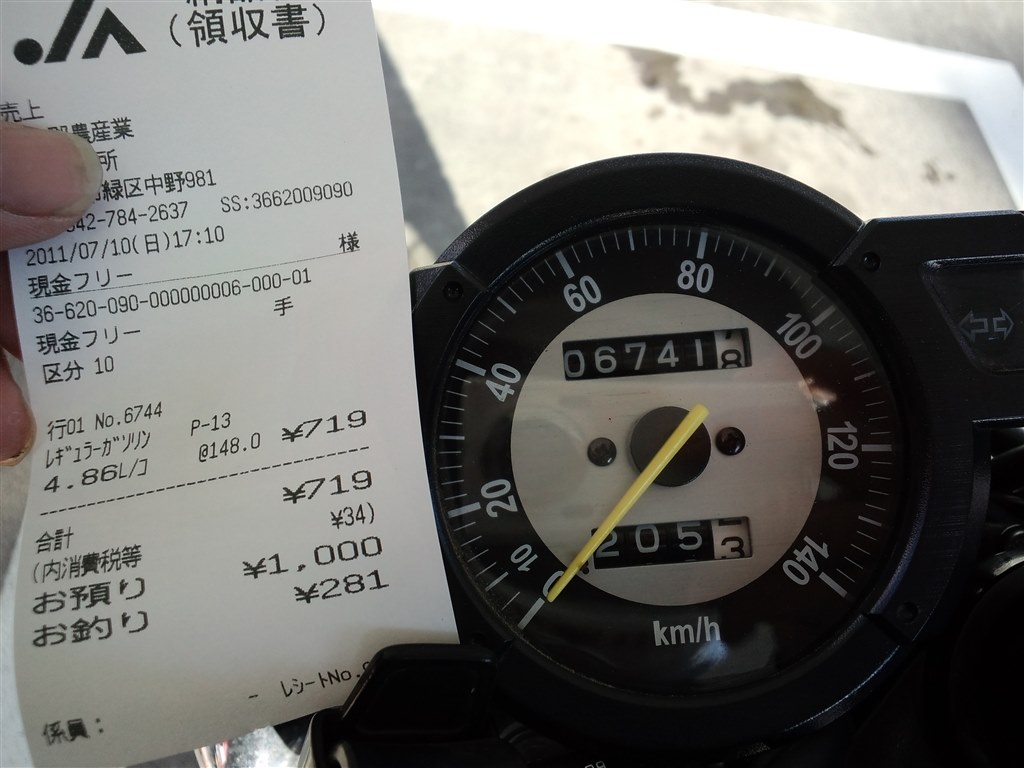 JA
(領収書)
売上
農産業
所
緑区中野981
42-784-2637 SS:3662009090
2011/07/10(日)17:10
現金フリー 様
36-620-090-000000006-000-01
現金フリー 手
区分 10
行01 No.6744 P-13
レギュラーガソリン @148.0 ¥719
4.86L/コ
合計 ¥719
(内消費税等 ¥34)
お預り ¥1,000
お釣り ¥281
- レシートNo.
係員:
0
10
20
40
60
80
100
120
140
06741 8
205 3
km/h